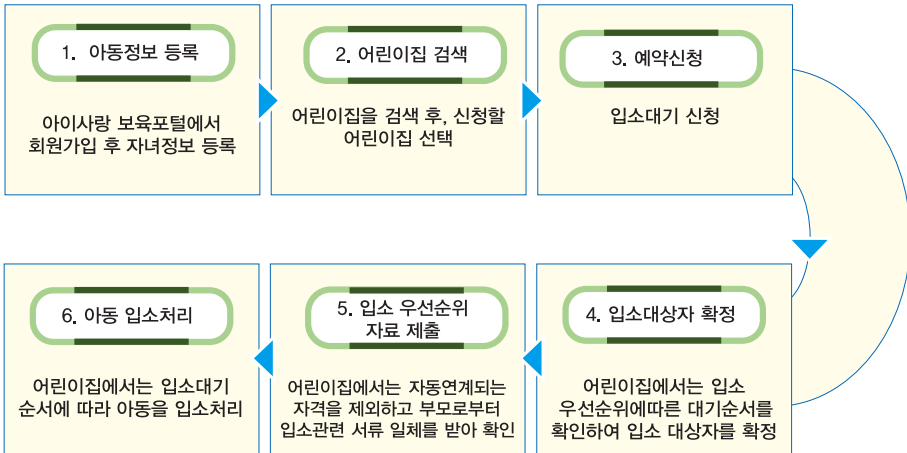 1. 아동정보 등록
아이사랑 보육포털에서
회원가입 후 자녀정보 등록
2. 어린이집 검색
어린이집을 검색 후, 신청할
어린이집 선택
3. 예약신청
입소대기 신청
4. 입소대상자 확정
어린이집에서는 입소
우선순위에따른 대기순서를
확인하여 입소 대상자를 확정
5. 입소 우선순위
자료 제출
어린이집에서는 자동연계되는
자격을 제외하고 부모로부터
입소관련 서류 일체를 받아 확인
6. 아동 입소처리
어린이집에서는 입소대기
순서에 따라 아동을 입소처리